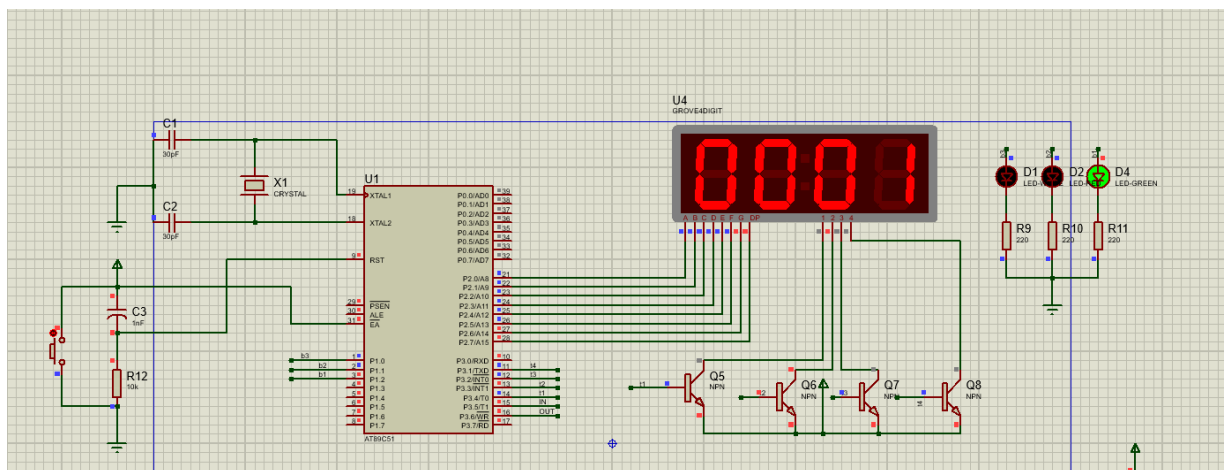 U4
GROVE4DIGIT
0001
A B C D E F G DP
1 2 3 4
C1
30pF
X1
CRYSTAL
C2
30pF
U1
19
XTAL1
18
XTAL2
9
RST
29
PSEN
30
ALE
31
EA
1
P1.0
2
P1.1
3
P1.2
4
P1.3
5
P1.4
6
P1.5
7
P1.6
8
P1.7
P0.0/AD0
39
P0.1/AD1
38
P0.2/AD2
37
P0.3/AD3
36
P0.4/AD4
35
P0.5/AD5
34
P0.6/AD6
33
P0.7/AD7
32
P2.0/A8
21
P2.1/A9
22
P2.2/A10
23
P2.3/A11
24
P2.4/A12
25
P2.5/A13
26
P2.6/A14
27
P2.7/A15
28
P3.0/RXD
10
P3.1/TXD
11
P3.2/INT0
12
P3.3/INT1
13
P3.4/T0
14
P3.5/T1
15
P3.6/WR
16
P3.7/RD
17
AT89C51
b3
b2
b1
t4
t3
t2
t1
IN
OUT
C3
1nF
R12
10k
t1
Q5
NPN
t2
Q6
NPN
t3
Q7
NPN
t4
Q8
NPN
b3
b2
b1
D1
D2
D4
LED-GREEN
R9
220
R10
220
R11
220